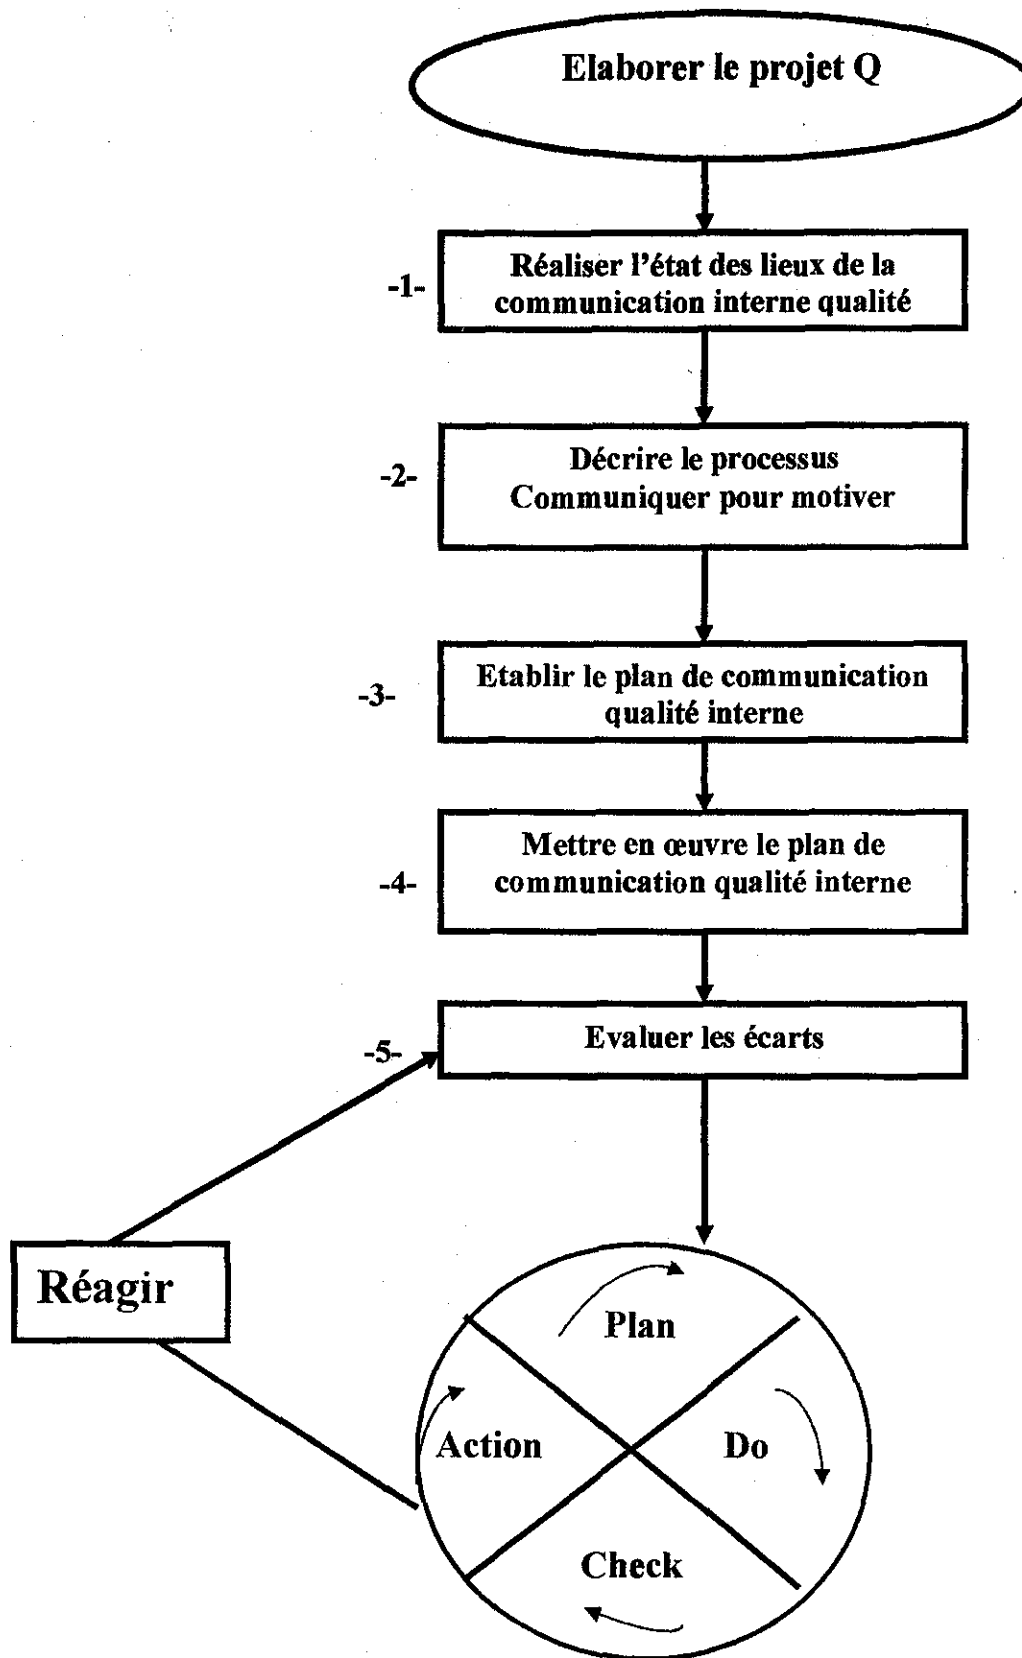 Elaborer le projet Q
-1-
Réaliser l'état des lieux de la
communication interne qualité
-2-
Décrire le processus
Communiquer pour motiver
-3-
Etablir le plan de communication
qualité interne
-4-
Mettre en œuvre le plan de
communication qualité interne
-5-
Evaluer les écarts
Réagir
Plan
Action
Do
Check